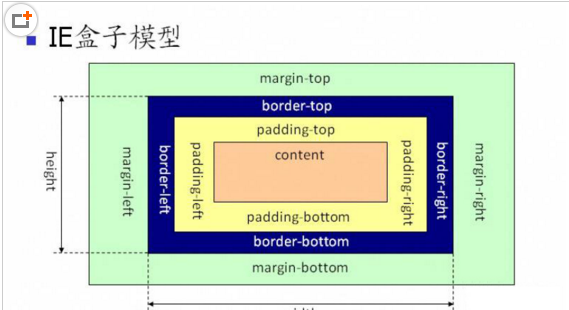 IE盒子模型
margin-top
border-top
padding-top
content
height
margin-left
border-left
padding-left
padding-right
border-right
margin-right
padding-bottom
border-bottom
margin-bottom